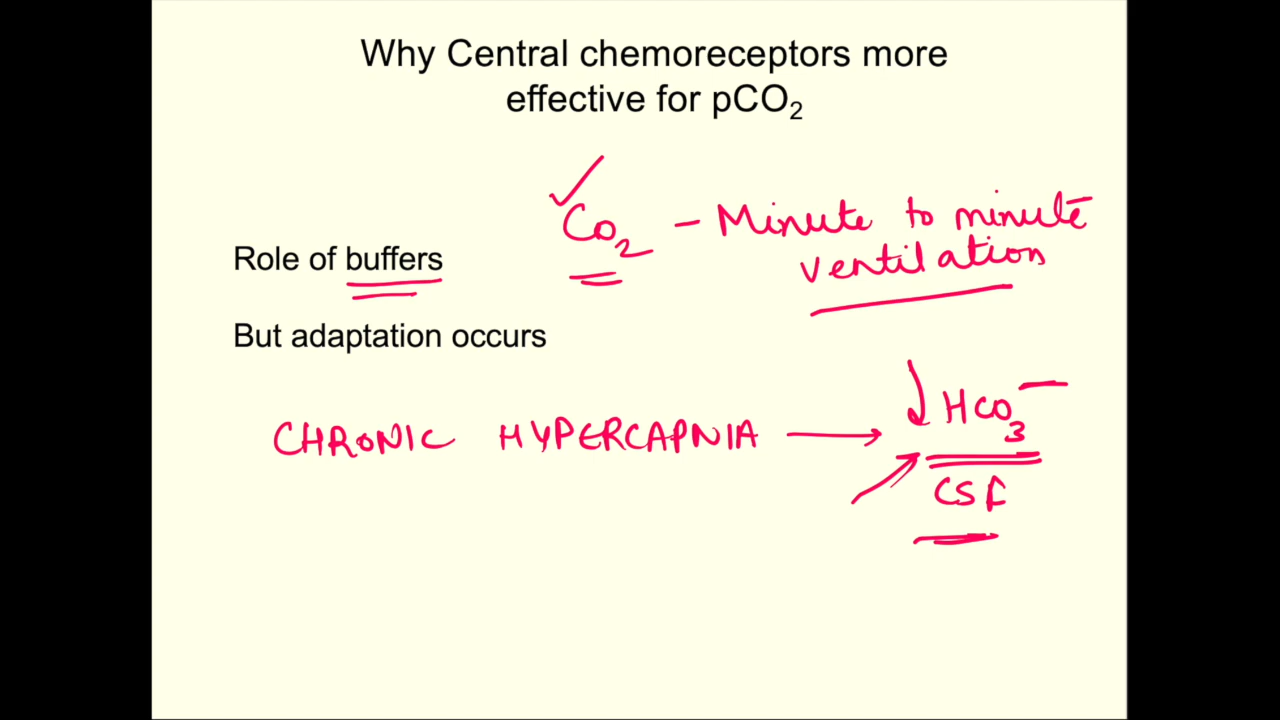 Why Central chemoreceptors more
effective for pCO₂
CO₂ - Minute to minute
ventilation
Role of buffers
But adaptation occurs
CHRONIC HYPERCAPNIA → ↓ HCO₃⁻
CSF